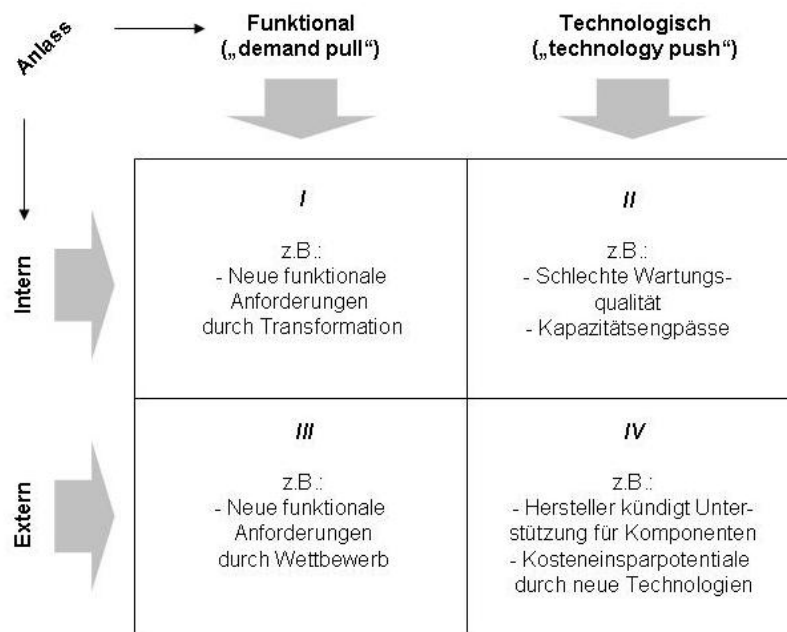 Anlass
Funktional
(„demand pull“)
Technologisch
(„technology push“)
Intern
I
z.B.:
- Neue funktionale
Anforderungen
durch Transformation
II
z.B.:
- Schlechte Wartungs-
qualität
- Kapazitätsengpässe
Extern
III
z.B.:
- Neue funktionale
Anforderungen
durch Wettbewerb
IV
z.B.:
- Hersteller kündigt Unter-
stützung für Komponenten
- Kosteneinsparpotentiale
durch neue Technologien